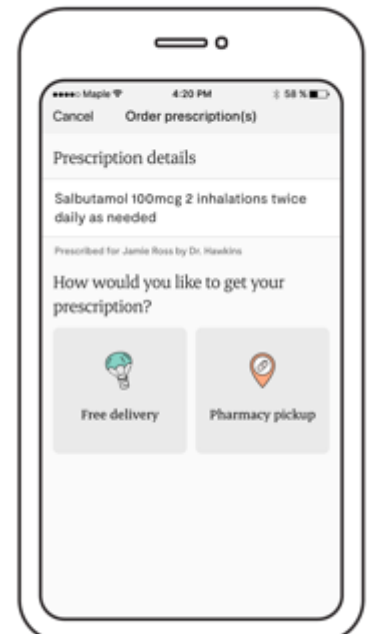 Maple 4:20 PM 58 %
Cancel Order prescription(s)
Prescription details
Salbutamol 100mcg 2 inhalations twice
daily as needed
Prescribed for Jamie Ross by Dr. Hawkins
How would you like to get your
prescription?
Free delivery Pharmacy pickup